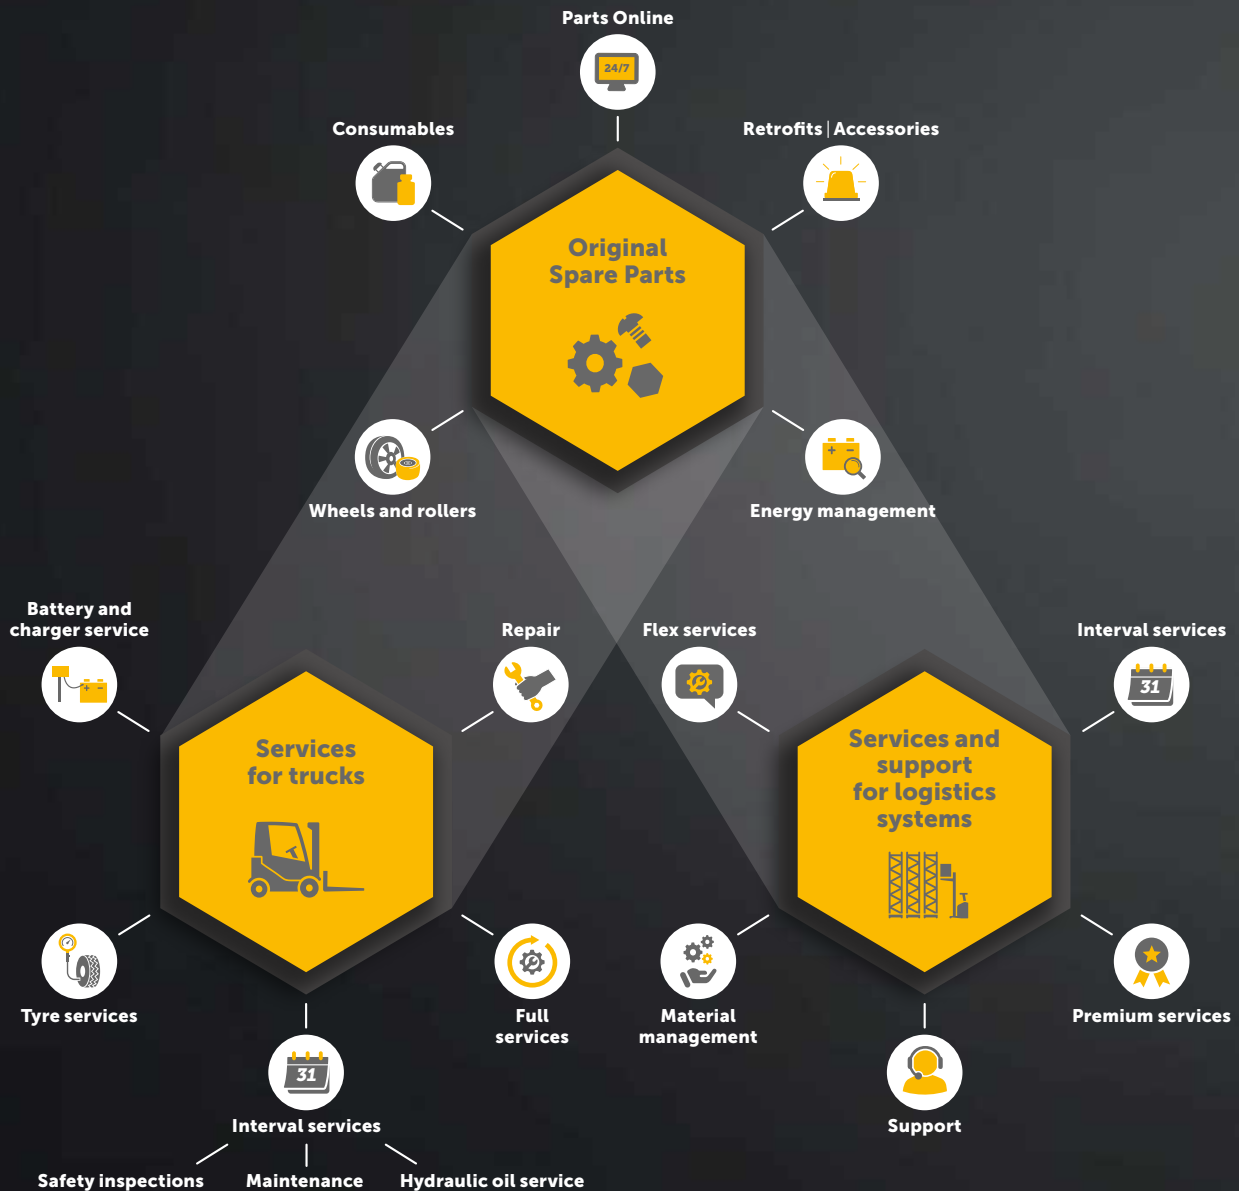 Parts Online
24/7
Consumables
Retrofits | Accessories
Original
Spare Parts
Wheels and rollers
Energy management
Battery and
charger service
Repair
Flex services
Interval services
31
Services
for trucks
Services and
support
for logistics
systems
Tyre services
Full
services
Material
management
Premium services
31
Interval services
Support
Safety inspections
Maintenance
Hydraulic oil service